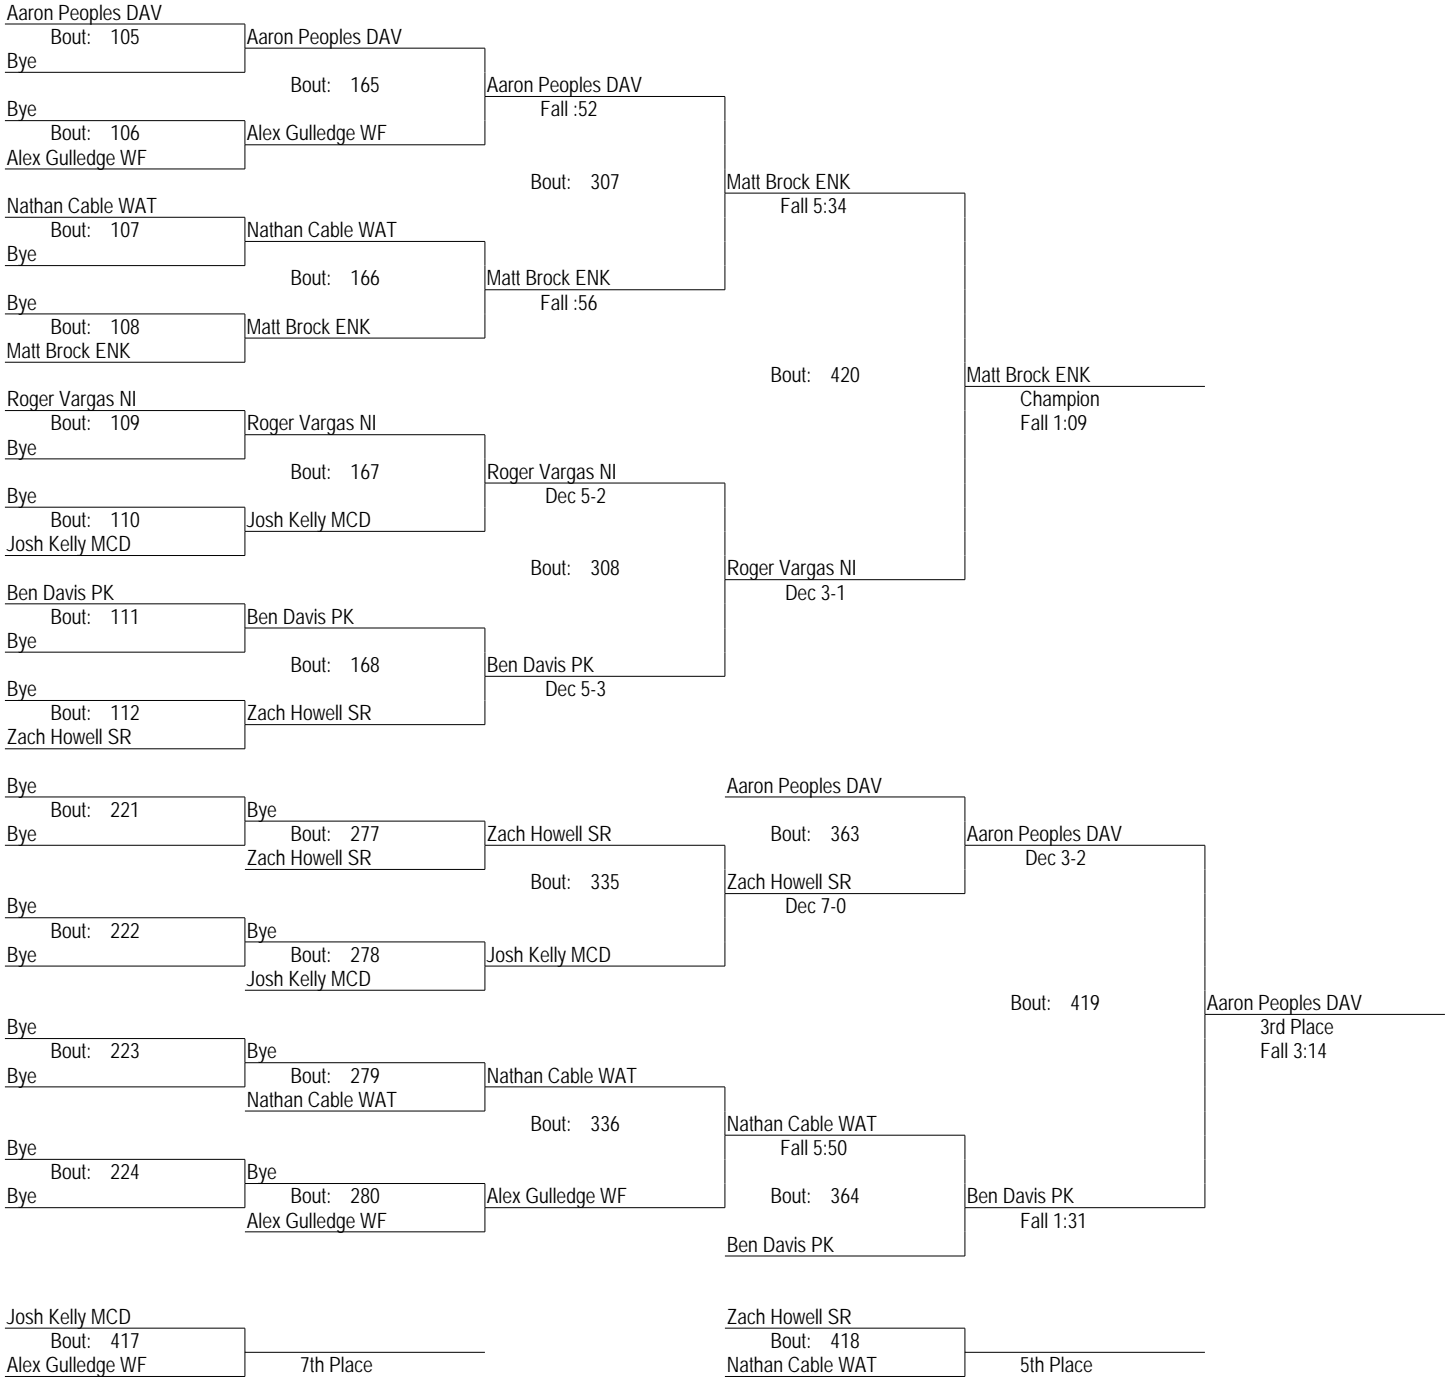 Aaron Peoples DAV
Bout: 105 Aaron Peoples DAV
Bye
Bout: 165 Aaron Peoples DAV
Bye Fall :52
Bout: 106 Alex Gulledge WF
Alex Gulledge WF
Bout: 307 Matt Brock ENK
Nathan Cable WAT Fall 5:34
Bout: 107 Nathan Cable WAT
Bye
Bout: 166 Matt Brock ENK
Bye Fall :56
Bout: 108 Matt Brock ENK
Matt Brock ENK
Bout: 420 Matt Brock ENK
Roger Vargas NI Champion
Bout: 109 Roger Vargas NI Fall 1:09
Bye
Bout: 167 Roger Vargas NI
Bye Dec 5-2
Bout: 110 Josh Kelly MCD
Josh Kelly MCD
Bout: 308 Roger Vargas NI
Ben Davis PK Dec 3-1
Bout: 111 Ben Davis PK
Bye
Bout: 168 Ben Davis PK
Bye Dec 5-3
Bout: 112 Zach Howell SR
Zach Howell SR
Bye Aaron Peoples DAV
Bout: 221 Bye
Bye Bout: 277 Zach Howell SR Bout: 363 Aaron Peoples DAV
Zach Howell SR Dec 3-2
Bout: 335 Zach Howell SR
Bye Dec 7-0
Bout: 222 Bye
Bye Bout: 278 Josh Kelly MCD
Josh Kelly MCD
Bout: 419 Aaron Peoples DAV
Bye 3rd Place
Bout: 223 Bye Fall 3:14
Bye Bout: 279 Nathan Cable WAT
Nathan Cable WAT
Bout: 336 Nathan Cable WAT
Bye Fall 5:50
Bout: 224 Bye
Bye Bout: 280 Alex Gulledge WF Bout: 364 Ben Davis PK
Alex Gulledge WF Fall 1:31
Ben Davis PK
Josh Kelly MCD Zach Howell SR
Bout: 417 Bout: 418
Alex Gulledge WF 7th Place Nathan Cable WAT 5th Place